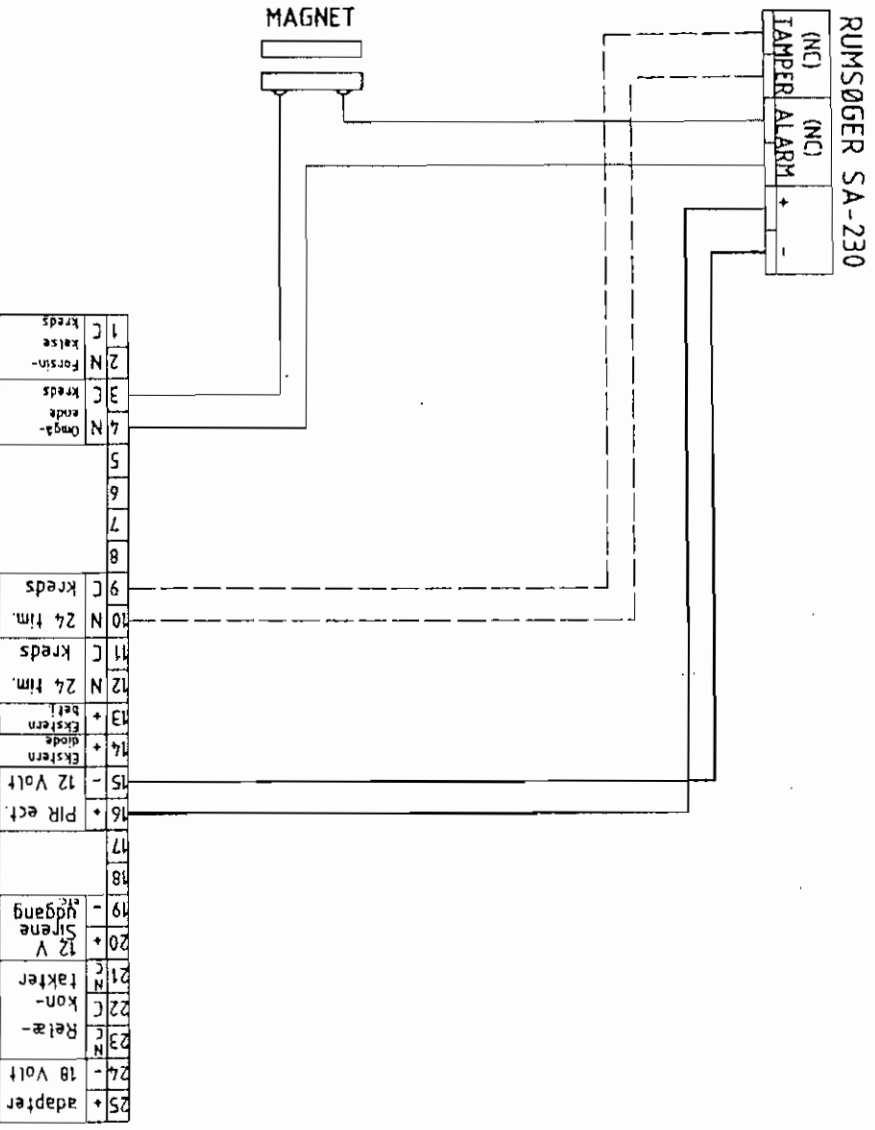 MAGNET
RUMSØGER SA-230
(NC)
TAMPER
(NC)
ALARM
+
-
25 + adapter
24 - 18 Volt
23 N
C Relæ-
22 C kon-
21 N
C takter
20 + 12 V
Sirene
19 - udgang
etc.
18
17
16 + PIR ect.
15 - 12 Volt
14 + Ekstern
diode
13 + Ekstern
betj
12 N 24 tim.
11 C kreds
10 N 24 tim.
9 C kreds
8
7
6
5
4 N Omgå-
ende
3 C kreds
2 N Forsin-
kelse
1 C kreds